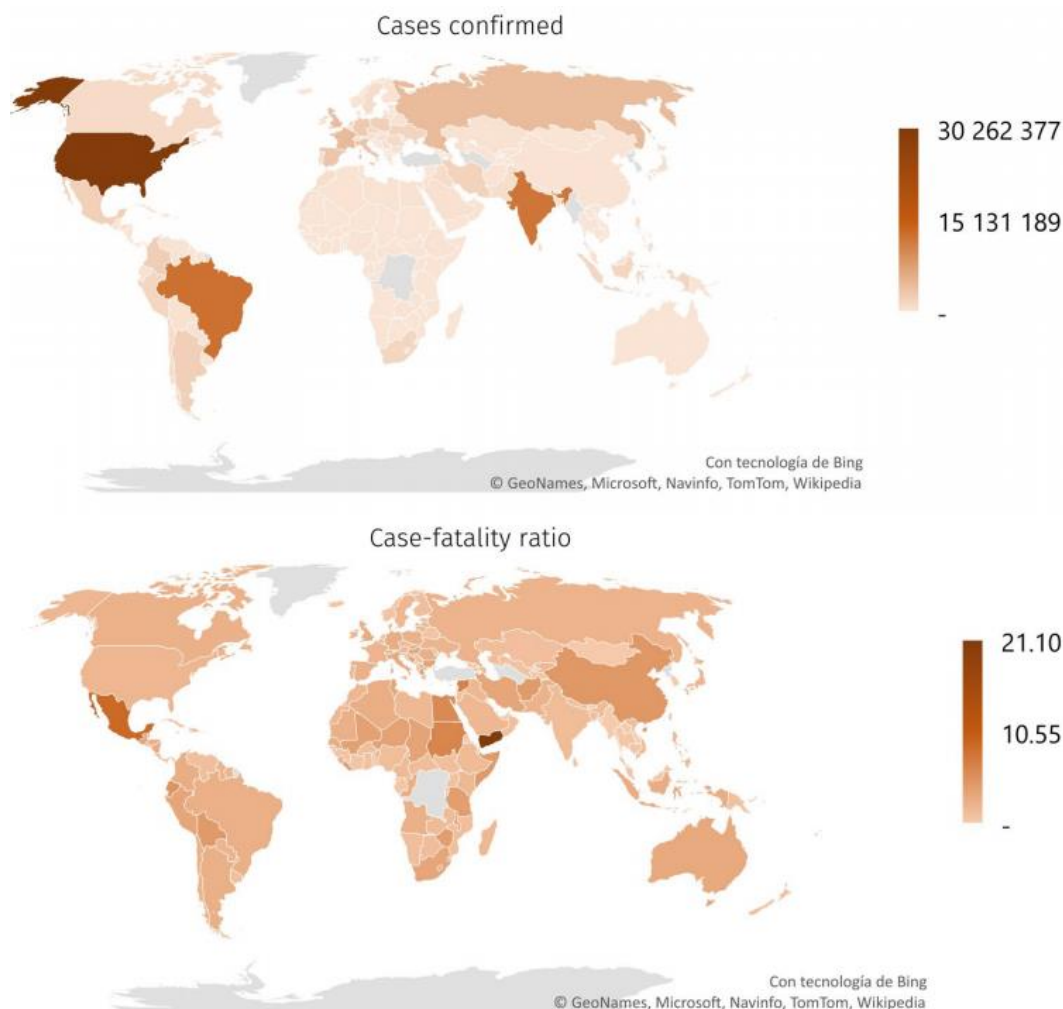 Cases confirmed
30 262 377
15 131 189
-
Con tecnología de Bing
© GeoNames, Microsoft, Navinfo, TomTom, Wikipedia
Case-fatality ratio
21.10
10.55
-
Con tecnología de Bing
© GeoNames, Microsoft, Navinfo, TomTom, Wikipedia